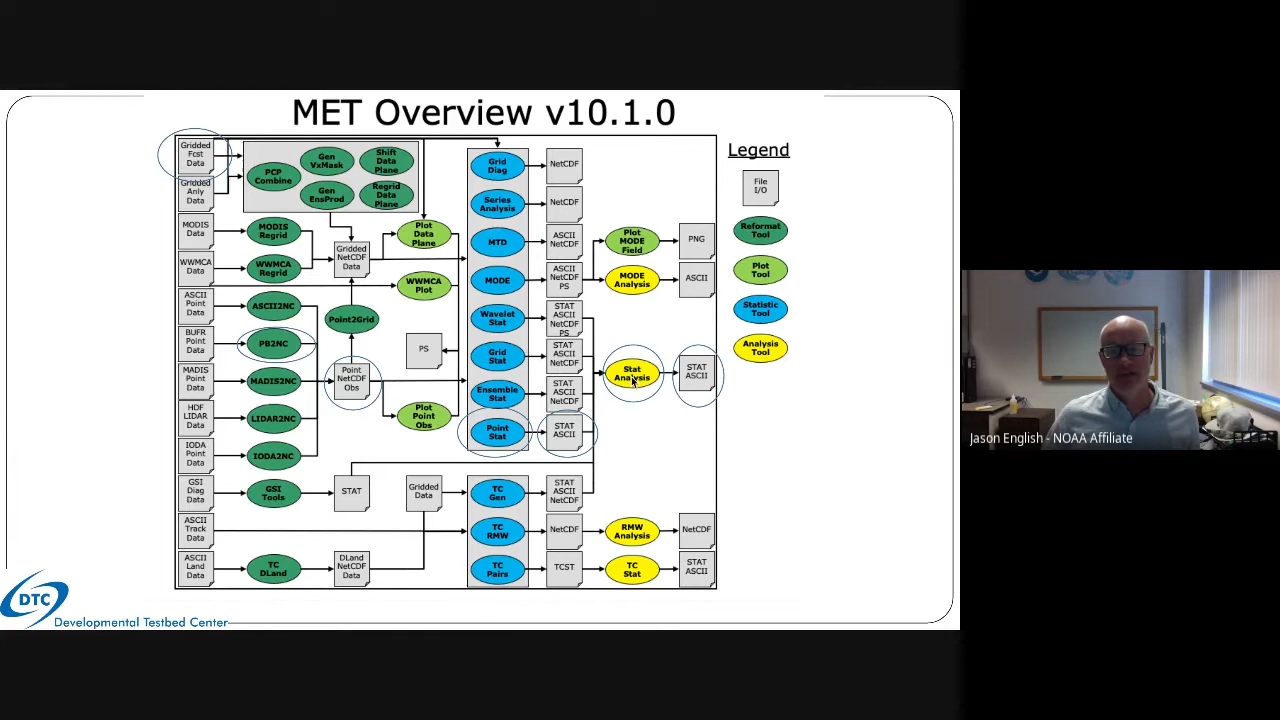 MET Overview v10.1.0
Gridded
Fcst
Data
Gridded
Anly
Data
MODIS
Data
WWMCA
Data
ASCII
Point
Data
BUFR
Point
Data
MADIS
Point
Data
HDF
LIDAR
Data
IODA
Point
Data
GSI
Diag
Data
ASCII
Track
Data
ASCII
Land
Data
PCP
Combine
Gen
VxMask
Shift
Data
Plane
Gen
EnsProd
Regrid
Data
Plane
MODIS
Regrid
WWMCA
Regrid
ASCII2NC
PB2NC
MADIS2NC
LIDAR2NC
IODA2NC
GSI
Tools
TC
DLand
Gridded
NetCDF
Data
Point2Grid
Point
NetCDF
Obs
STAT
DLand
NetCDF
Data
Plot
Data
Plane
WWMCA
Plot
PS
Plot
Point
Obs
Gridded
Data
Grid
Diag
Series
Analysis
MTD
MODE
Wavelet
Stat
Grid
Stat
Ensemble
Stat
Point
Stat
TC
Gen
TC
RMW
TC
Pairs
NetCDF
NetCDF
ASCII
NetCDF
ASCII
NetCDF
PS
STAT
ASCII
NetCDF
PS
STAT
ASCII
NetCDF
STAT
ASCII
NetCDF
STAT
ASCII
STAT
ASCII
NetCDF
NetCDF
TCST
Plot
MODE
Field
MODE
Analysis
Stat
Analysis
RMW
Analysis
TC
Stat
PNG
ASCII
STAT
ASCII
NetCDF
STAT
ASCII
Legend
File
I/O
Reformat
Tool
Plot
Tool
Statistic
Tool
Analysis
Tool
DTC
Developmental Testbed Center
Jason English - NOAA Affiliate